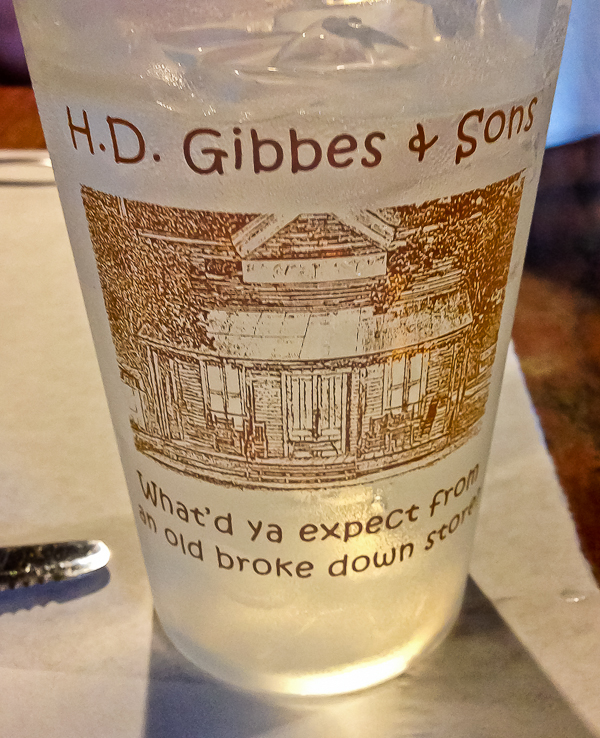 H.D. Gibbes & Sons
What'd ya expect from
an old broke down store?